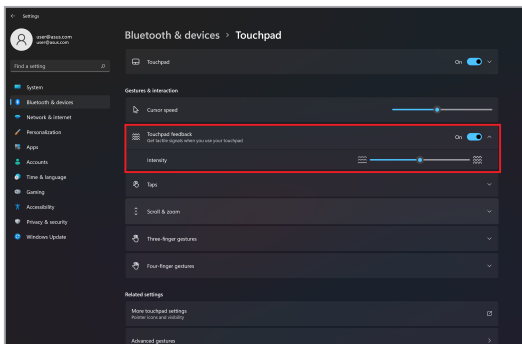 Settings
user@asus.com
user@asus.com
Find a setting
System
Bluetooth & devices
Network & internet
Personalization
Apps
Accounts
Time & language
Gaming
Accessibility
Privacy & security
Windows Update
Bluetooth & devices > Touchpad
Touchpad
On
Gestures & interaction
Cursor speed
Touchpad feedback
Get tactile signals when you use your touchpad
On
Intensity
Taps
Scroll & zoom
Three-finger gestures
Four-finger gestures
Related settings
More touchpad settings
Pointer icons and visibility
Advanced gestures